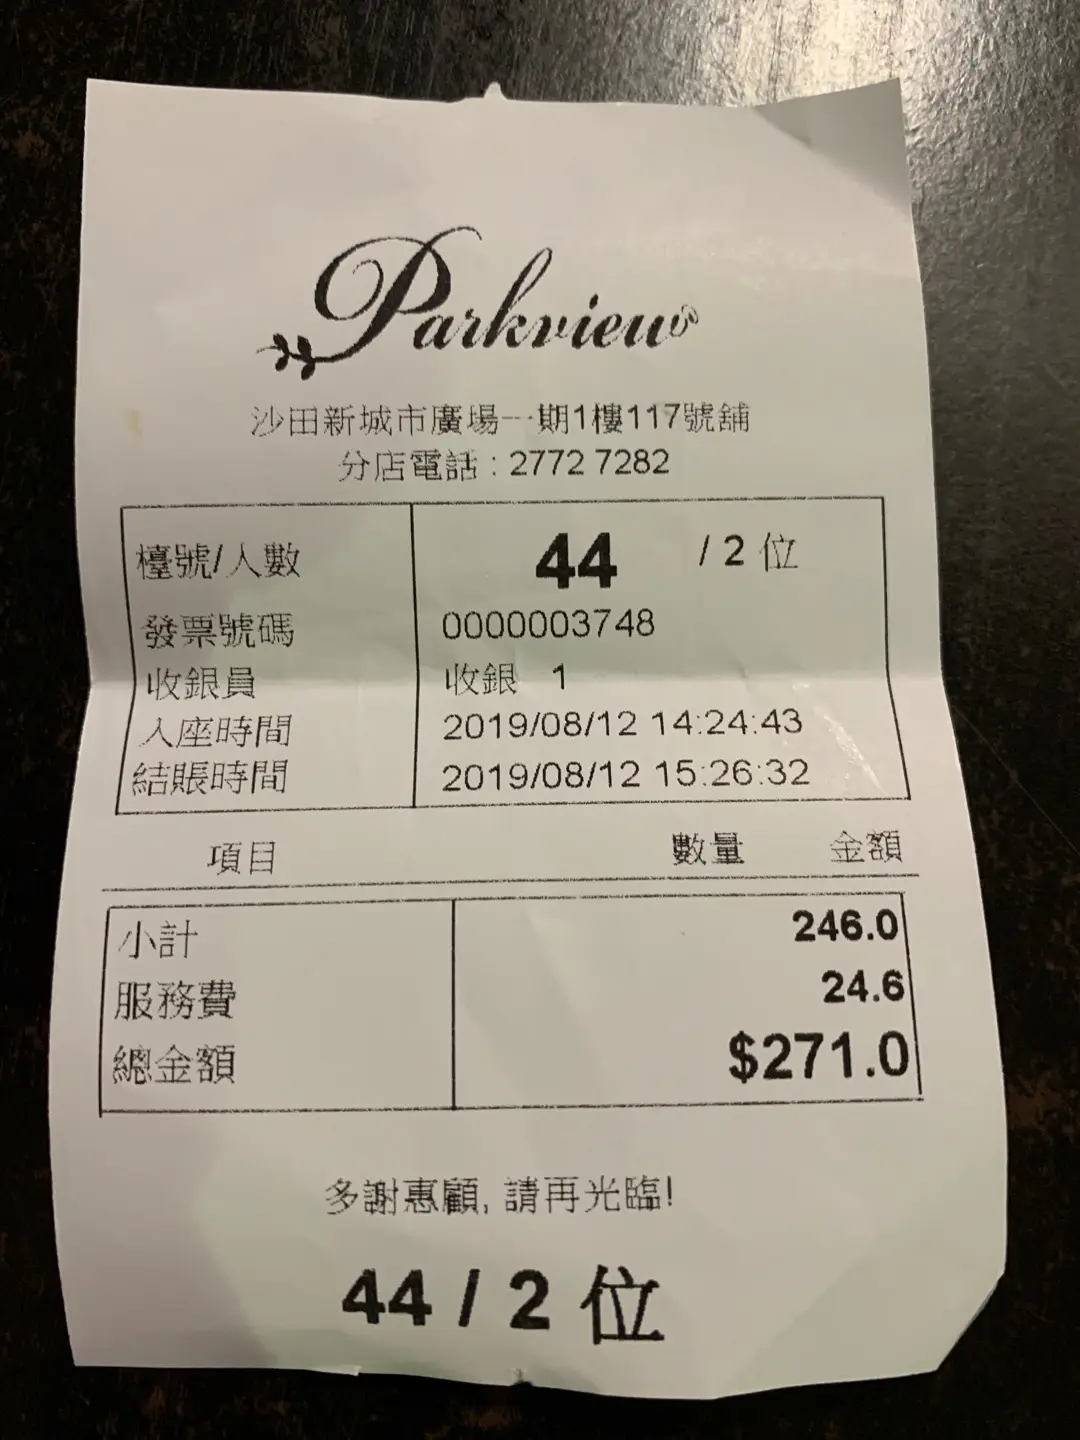 Parkview
沙田新城市廣場一期1樓117號舖
分店電話 : 2772 7282
檯號/人數 44 / 2 位
發票號碼 0000003748
收銀員 收銀 1
入座時間 2019/08/12 14:24:43
結賬時間 2019/08/12 15:26:32
項目 數量 金額
小計 246.0
服務費 24.6
總金額 $271.0
多謝惠顧, 請再光臨!
44 / 2 位